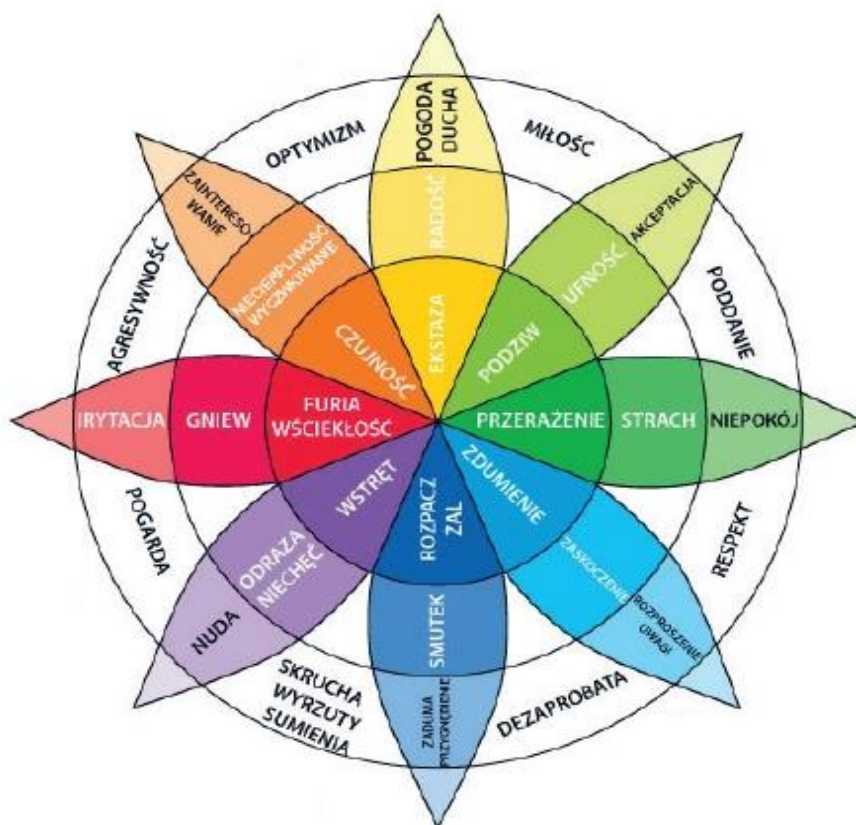 OPTYMIZM
POGODA
DUCHA
MIŁOŚĆ
ZAINTERESO
WANIE
RADOŚĆ
AKCEPTACJA
AGRESYWNOŚĆ
NIECIERPLIWOŚĆ
WYCZEKIWANIE
UFNOŚĆ
PODDANIE
CZUJNOŚĆ
EKSTAZA
PODZIW
IRYTACJA
GNIEW
FURIA
WŚCIEKŁOŚĆ
PRZERAŻENIE
STRACH
NIEPOKÓJ
POGARDA
WSTRĘT
ROZPACZ
ŻAL
ZDUMIENIE
RESPEKT
ODRAZA
NIECHĘĆ
ZASKOCZENIE
NUDA
SMUTEK
ROZPROSZENIE
UWAGI
SKRUCHA
WYRZUTY
SUMIENIA
ZADUMA
PRZYGNĘBIENIE
DEZAPROBATA